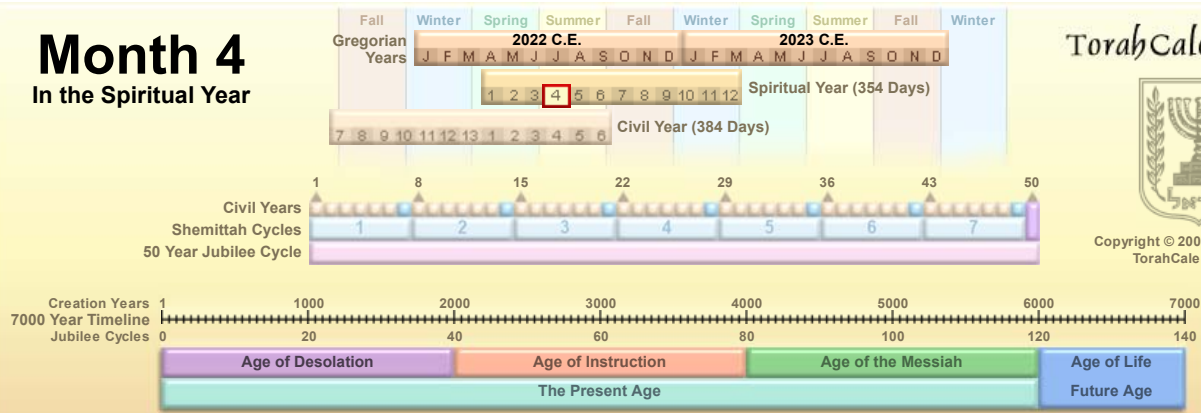 Month 4
In the Spiritual Year
Fall Winter Spring Summer Fall Winter Spring Summer Fall Winter
Gregorian Years
2022 C.E. 2023 C.E.
J F M A M J J A S O N D J F M A M J J A S O N D
1 2 3 4 5 6 7 8 9 10 11 12
Spiritual Year (354 Days)
7 8 9 10 11 12 13 1 2 3 4 5 6
Civil Year (384 Days)
TorahCale
Copyright © 200
TorahCale
1 8 15 22 29 36 43 50
Civil Years
Shemittah Cycles 1 2 3 4 5 6 7
50 Year Jubilee Cycle
Creation Years 1 1000 2000 3000 4000 5000 6000 7000
7000 Year Timeline
Jubilee Cycles 0 20 40 60 80 100 120 140
Age of Desolation Age of Instruction Age of the Messiah Age of Life
The Present Age Future Age